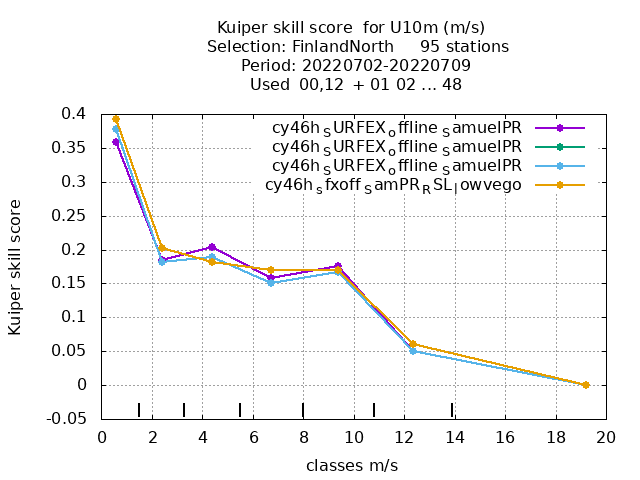 Kuiper skill score  for U10m (m/s)
Selection: FinlandNorth     95 stations
Period: 20220702-20220709
Used  00,12  + 01 02 ... 48
cy46h_SURFEX_offline_SamuelPR
cy46h_SURFEX_offline_SamuelPR
cy46h_SURFEX_offline_SamuelPR
cy46h_sfxoff_SamPR_RSL_lowvego
Kuiper skill score
0.4
0.35
0.3
0.25
0.2
0.15
0.1
0.05
0
-0.05
0 2 4 6 8 10 12 14 16 18 20
classes m/s